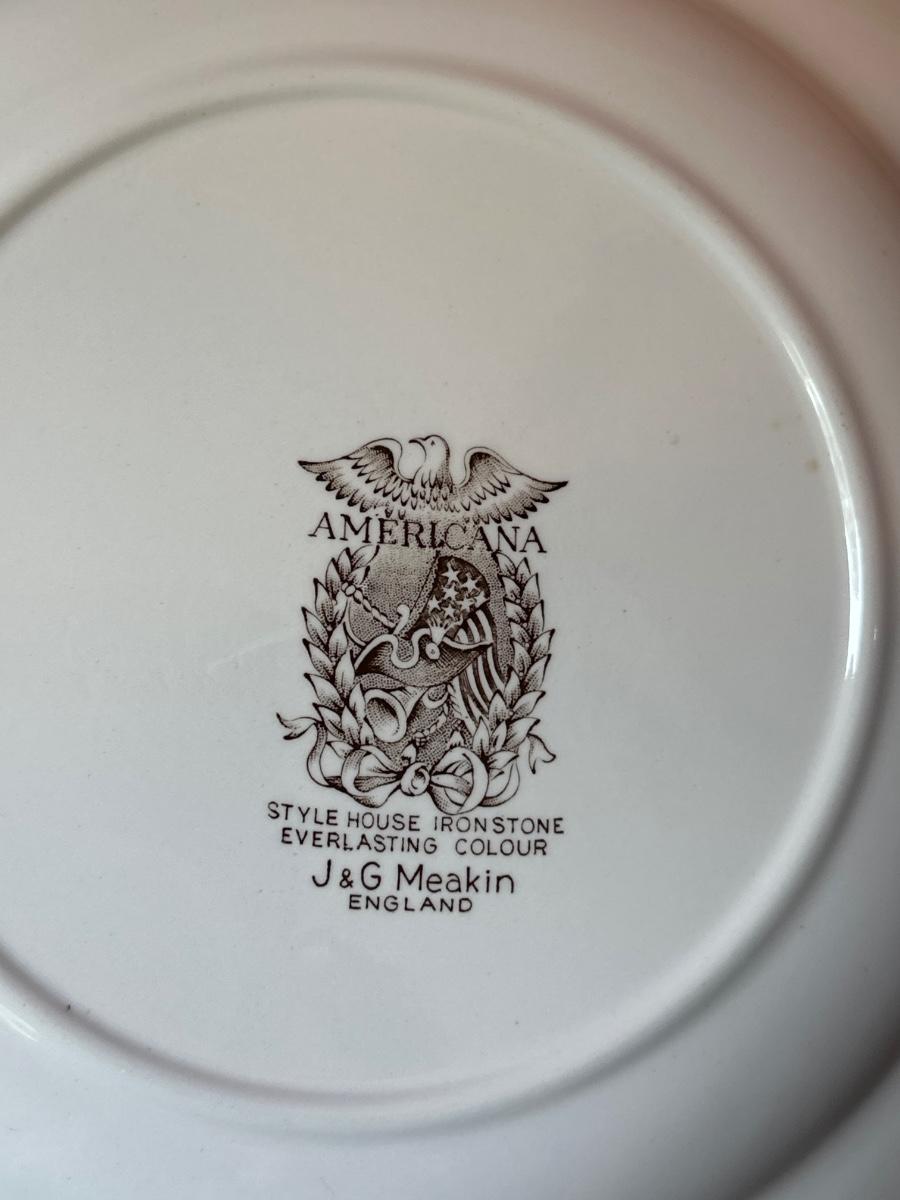 AMERICANA
STYLE HOUSE IRONSTONE
EVERLASTING COLOUR
J & G Meakin
ENGLAND